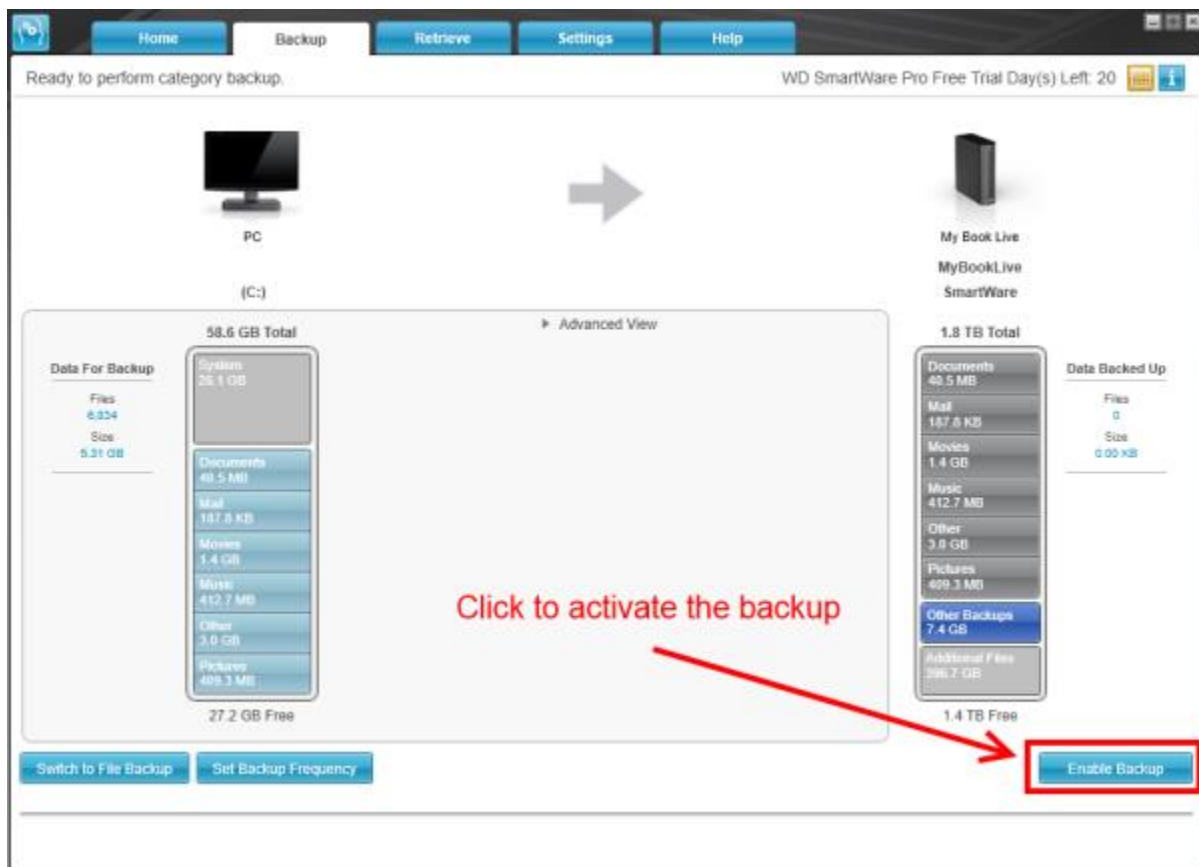 Home Backup Retrieve Settings Help
Ready to perform category backup.
WD SmartWare Pro Free Trial Day(s) Left: 20
PC
My Book Live
MyBookLive
(C:)
SmartWare
58.6 GB Total
Advanced View
1.8 TB Total
Data For Backup
Files
6,834
Size
5.31 GB
System
26.1 GB
Documents
40.5 MB
Mail
187.8 KB
Movies
1.4 GB
Music
412.7 MB
Other
3.0 GB
Pictures
409.3 MB
27.2 GB Free
Documents
40.5 MB
Mail
187.8 KB
Movies
1.4 GB
Music
412.7 MB
Other
3.0 GB
Pictures
409.3 MB
Other Backups
7.4 GB
Additional Files
396.7 GB
1.4 TB Free
Data Backed Up
Files
0
Size
0.00 KB
Click to activate the backup
Switch to File Backup
Set Backup Frequency
Enable Backup